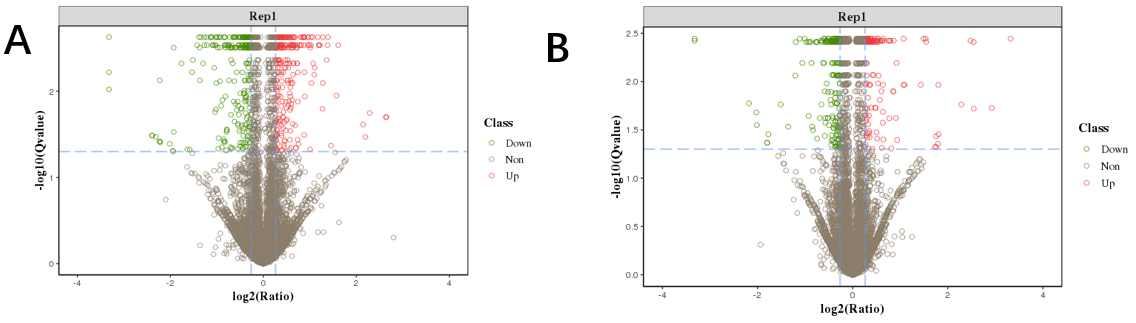 A
Rep1
-log10(Qvalue)
2
1
0
-4
-2
0
2
4
log2(Ratio)
Class
Down
Non
Up
B
Rep1
-log10(Qvalue)
2.5
2.0
1.5
1.0
0.5
0.0
-4
-2
0
2
4
log2(Ratio)
Class
Down
Non
Up